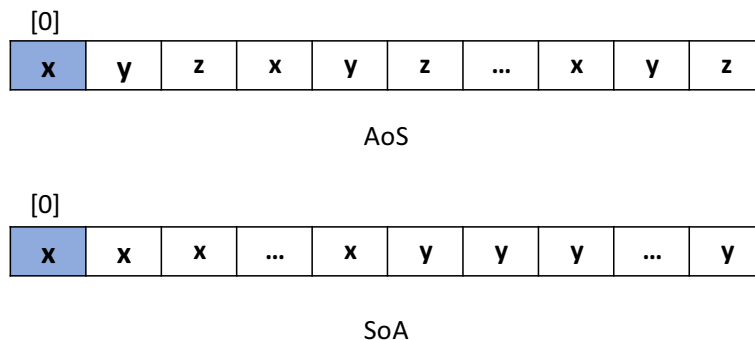 [0]
x y z x y z ... x y z
AoS
[0]
x x x ... x y y y ... y
SoA